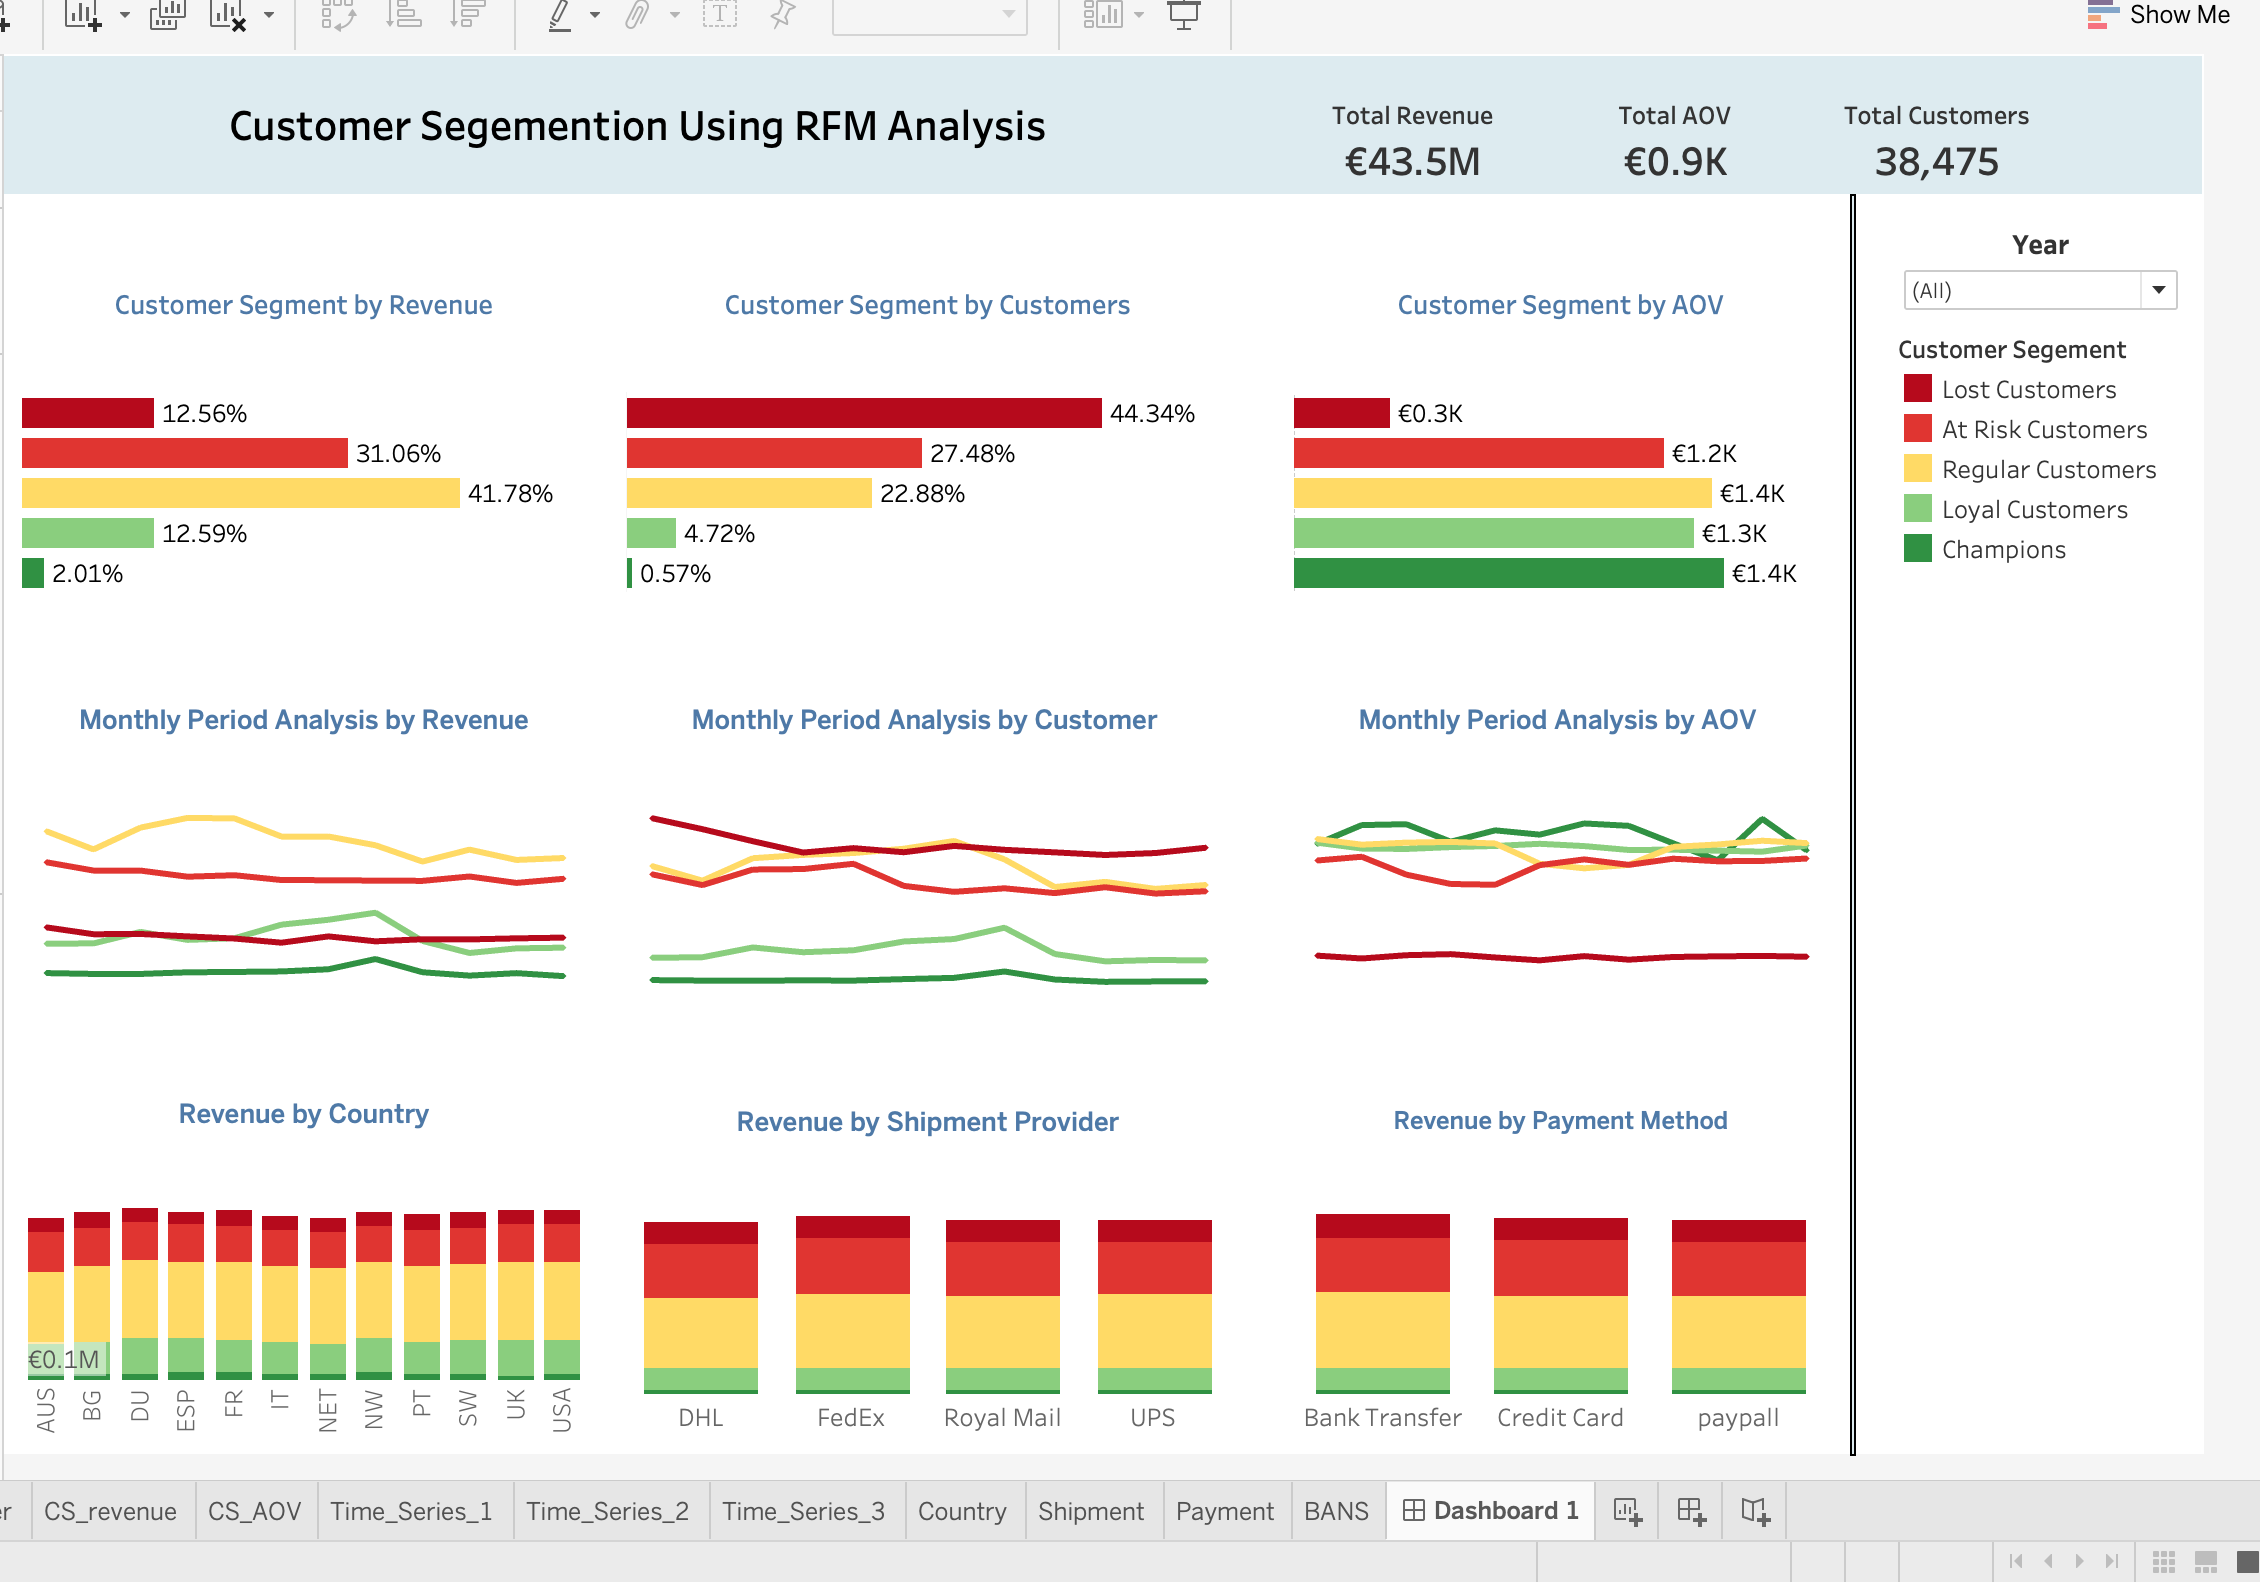 Show Me
Customer Segemention Using RFM Analysis
Total Revenue
€43.5M
Total AOV
€0.9K
Total Customers
38,475
Year
(All)
Customer Segement
Lost Customers
At Risk Customers
Regular Customers
Loyal Customers
Champions
Customer Segment by Revenue
12.56%
31.06%
41.78%
12.59%
2.01%
Customer Segment by Customers
44.34%
27.48%
22.88%
4.72%
0.57%
Customer Segment by AOV
€0.3K
€1.2K
€1.4K
€1.3K
€1.4K
Monthly Period Analysis by Revenue
Monthly Period Analysis by Customer
Monthly Period Analysis by AOV
Revenue by Country
€0.1M
AUS
BG
DU
ESP
FR
IT
NET
NW
PT
SW
UK
USA
Revenue by Shipment Provider
DHL
FedEx
Royal Mail
UPS
Revenue by Payment Method
Bank Transfer
Credit Card
paypall
CS_revenue
CS_AOV
Time_Series_1
Time_Series_2
Time_Series_3
Country
Shipment
Payment
BANS
Dashboard 1